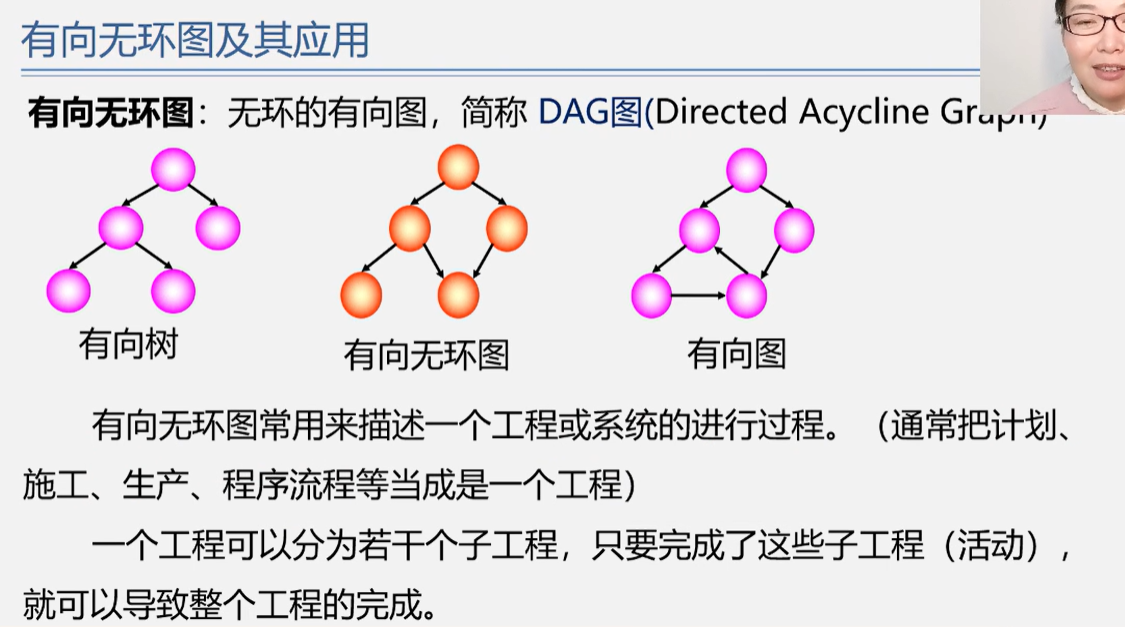 有向无环图及其应用
有向无环图：无环的有向图，简称 DAG图(Directed Acycline Graph)
有向树
有向无环图
有向图
有向无环图常用来描述一个工程或系统的进行过程。（通常把计划、
施工、生产、程序流程等当成是一个工程）
一个工程可以分为若干个子工程，只要完成了这些子工程（活动），
就可以导致整个工程的完成。